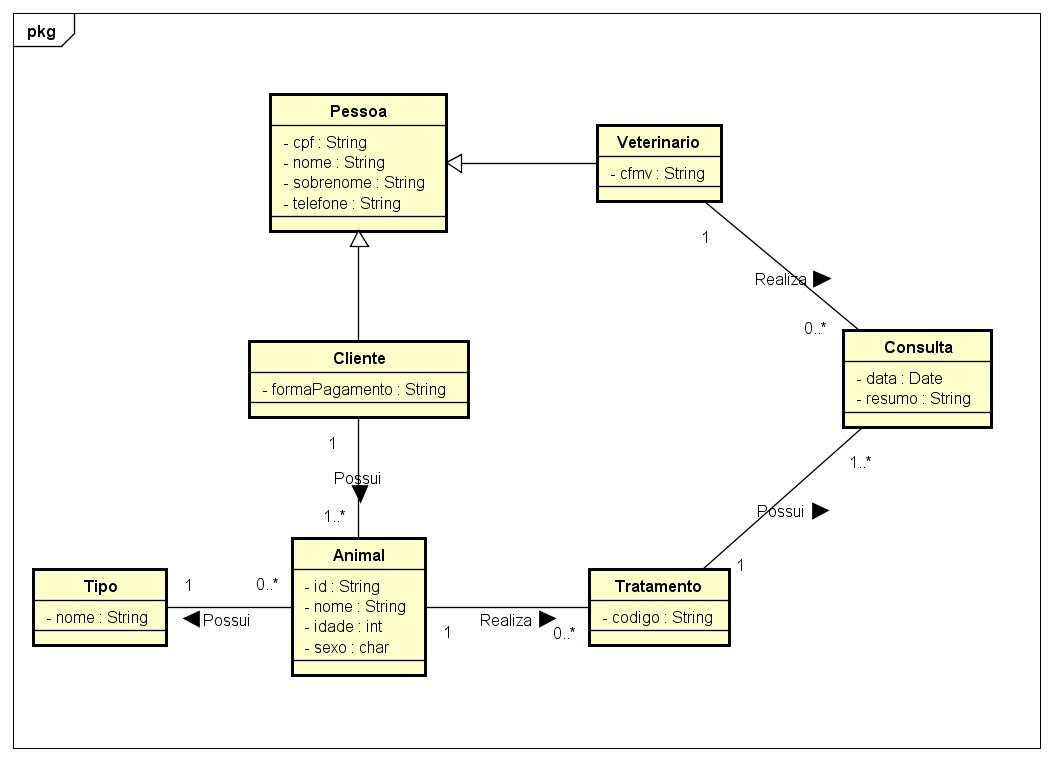 pkg
Pessoa
- cpf : String
- nome : String
- sobrenome : String
- telefone : String
Veterinario
- cfmv : String
1
Realiza
0..*
Consulta
- data : Date
- resumo : String
Cliente
- formaPagamento : String
1
Possui
1..*
1..*
Possui
1
Tipo
- nome : String
1
0..*
Possui
Animal
- id : String
- nome : String
- idade : int
- sexo : char
1
Realiza
0..*
Tratamento
- codigo : String